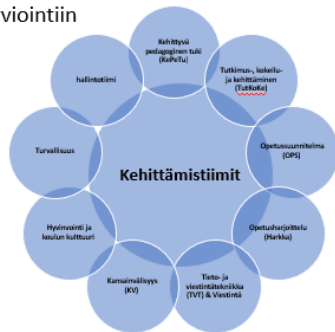 viointiin
Kehittyvä
pedagoginen tuki
(KePeTu)
Tutkimus-, kokeilu-
ja kehittäminen
(TutKoKe)
Opetussuunnitelma
(OPS)
Opetusharjoittelu
(Harkka)
Tieto- ja
viestintätekniikka
(TVT) & Viestintä
Kansainvälisyys
(KV)
Hyvinvointi ja
koulun kulttuuri
Turvallisuus
hallintotiimi
Kehittämistiimit